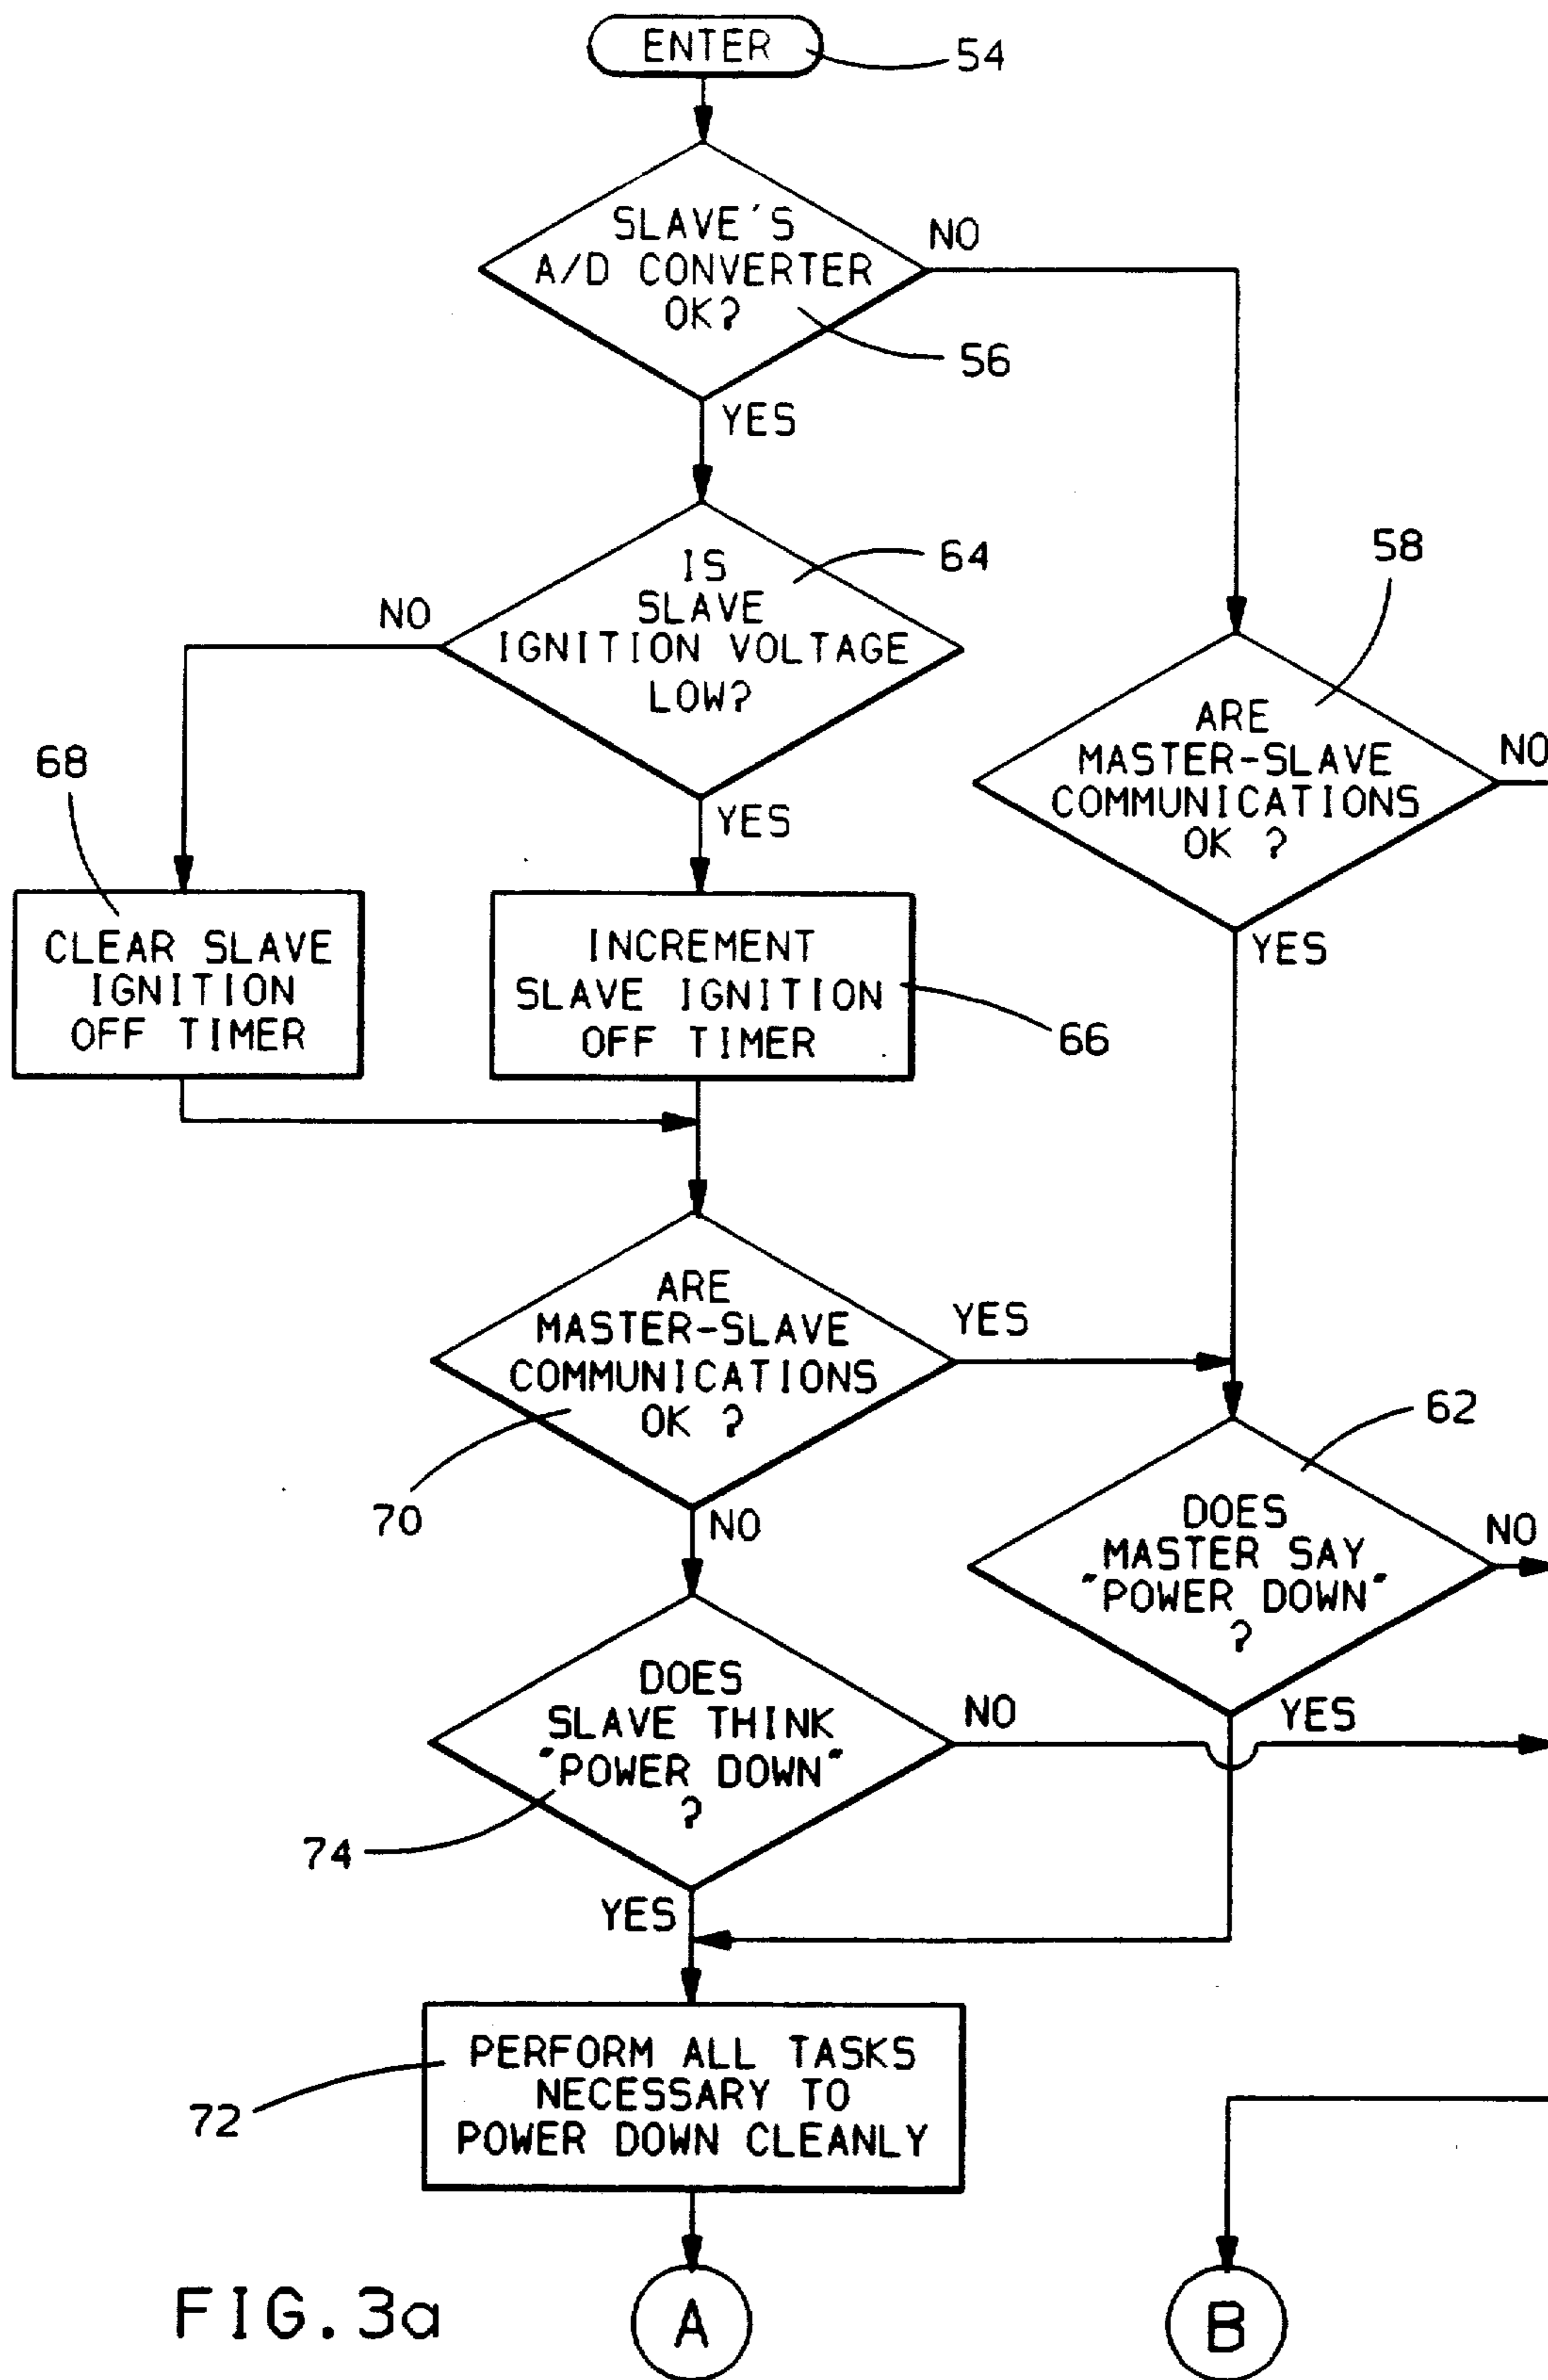 ENTER
54
SLAVE'S
A/D CONVERTER
OK?
56
NO
YES
IS
SLAVE
IGNITION VOLTAGE
LOW?
64
NO
YES
58
ARE
MASTER-SLAVE
COMMUNICATIONS
OK ?
NO
YES
68
CLEAR SLAVE
IGNITION
OFF TIMER
INCREMENT
SLAVE IGNITION
OFF TIMER
66
ARE
MASTER-SLAVE
COMMUNICATIONS
OK ?
YES
70
NO
62
DOES
MASTER SAY
"POWER DOWN"
?
NO
YES
DOES
SLAVE THINK
"POWER DOWN"
?
NO
74
YES
PERFORM ALL TASKS
NECESSARY TO
POWER DOWN CLEANLY
72
FIG.3a
A
B